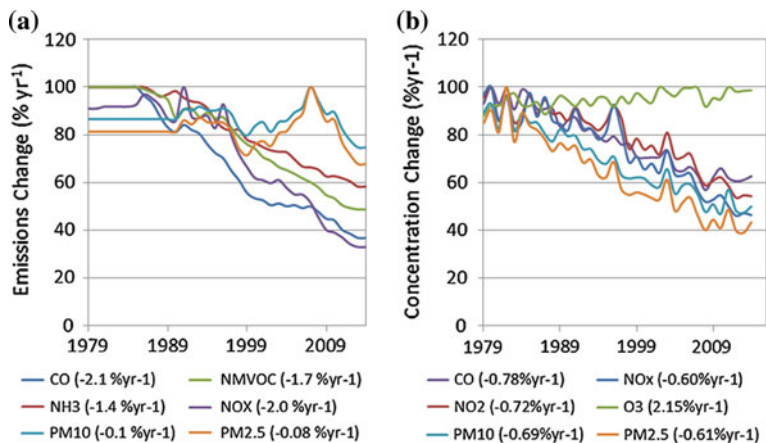 (a)
Emissions Change (% yr¹)
120
100
80
60
40
20
0
1979 1989 1999 2009
CO (-2.1 %yr-1) NMVOC (-1.7 %yr-1)
NH3 (-1.4 %yr-1) NOX (-2.0 %yr-1)
PM10 (-0.1 %yr-1) PM2.5 (-0.08 %yr-1)
(b)
Concentration Change (%yr-1)
120
100
80
60
40
20
0
1979 1989 1999 2009
CO (-0.78%yr-1) NOx (-0.60%yr-1)
NO2 (-0.72%yr-1) O3 (2.15%yr-1)
PM10 (-0.69%yr-1) PM2.5 (-0.61%yr-1)